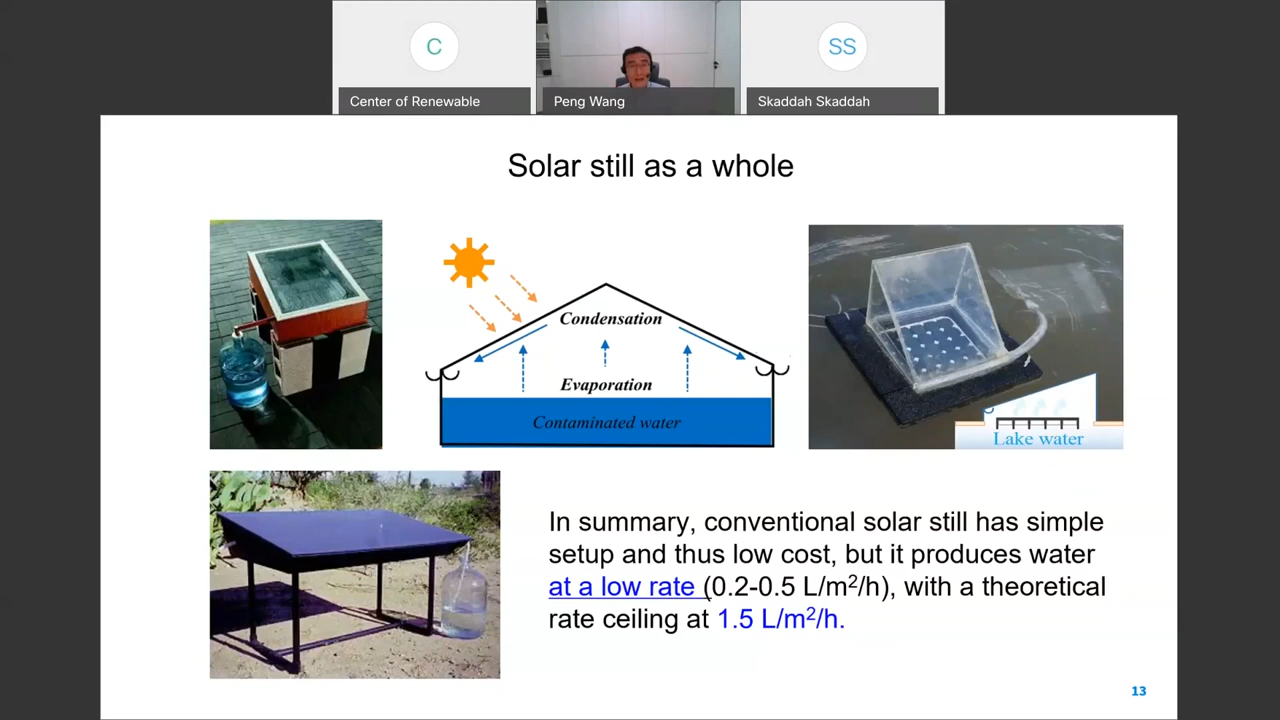 C
SS
Center of Renewable
Peng Wang
Skaddah Skaddah
Solar still as a whole
Condensation
Evaporation
Contaminated water
Lake water
In summary, conventional solar still has simple
setup and thus low cost, but it produces water
at a low rate (0.2-0.5 L/m²/h), with a theoretical
rate ceiling at 1.5 L/m²/h.
13